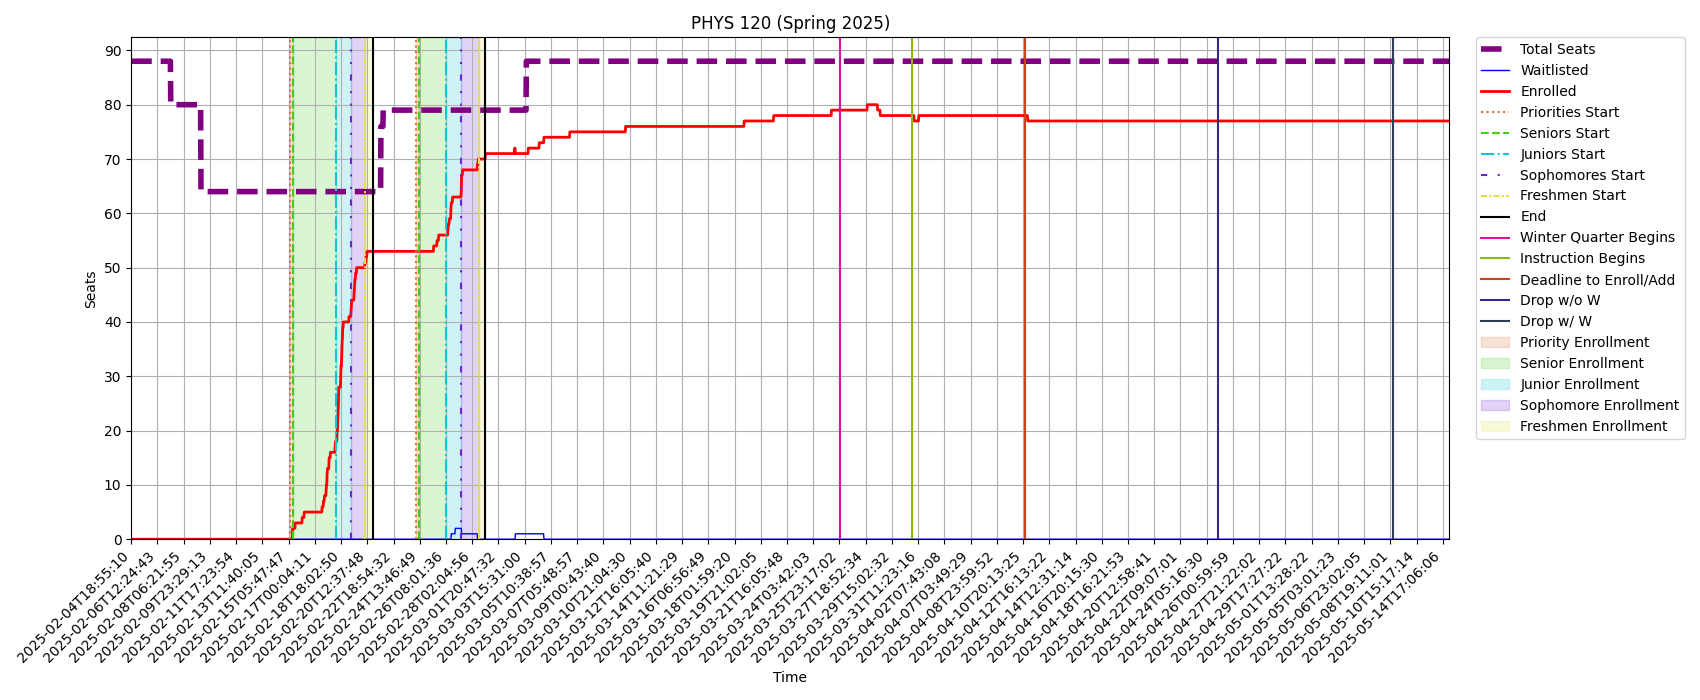 PHYS 120 (Spring 2025)
Seats
90
80
70
60
50
40
30
20
10
0
2025-02-04T18:55:10
2025-02-06T12:24:43
2025-02-08T06:21:55
2025-02-09T23:29:13
2025-02-11T17:23:54
2025-02-13T11:40:05
2025-02-15T05:47:47
2025-02-17T00:04:11
2025-02-18T18:02:50
2025-02-20T12:37:48
2025-02-22T18:54:32
2025-02-24T13:46:49
2025-02-26T08:01:36
2025-02-28T02:04:56
2025-03-01T20:47:32
2025-03-03T15:31:00
2025-03-05T10:38:57
2025-03-07T05:48:57
2025-03-09T00:43:40
2025-03-10T21:04:30
2025-03-12T16:05:40
2025-03-14T11:21:29
2025-03-16T06:56:49
2025-03-18T01:59:20
2025-03-19T21:02:05
2025-03-21T16:05:48
2025-03-24T03:42:03
2025-03-25T23:17:02
2025-03-27T18:52:34
2025-03-29T15:02:32
2025-03-31T11:23:16
2025-04-02T07:43:08
2025-04-07T03:49:29
2025-04-08T23:59:52
2025-04-10T20:13:25
2025-04-12T16:13:22
2025-04-14T12:31:14
2025-04-16T20:15:30
2025-04-18T16:21:53
2025-04-20T12:58:41
2025-04-22T09:07:01
2025-04-24T05:16:30
2025-04-26T00:59:59
2025-04-27T21:22:02
2025-04-29T17:27:22
2025-05-01T13:28:22
2025-05-05T03:01:23
2025-05-06T23:02:05
2025-05-08T19:11:01
2025-05-10T15:17:14
2025-05-14T17:06:06
Time
Total Seats
Waitlisted
Enrolled
Priorities Start
Seniors Start
Juniors Start
Sophomores Start
Freshmen Start
End
Winter Quarter Begins
Instruction Begins
Deadline to Enroll/Add
Drop w/o W
Drop w/ W
Priority Enrollment
Senior Enrollment
Junior Enrollment
Sophomore Enrollment
Freshmen Enrollment